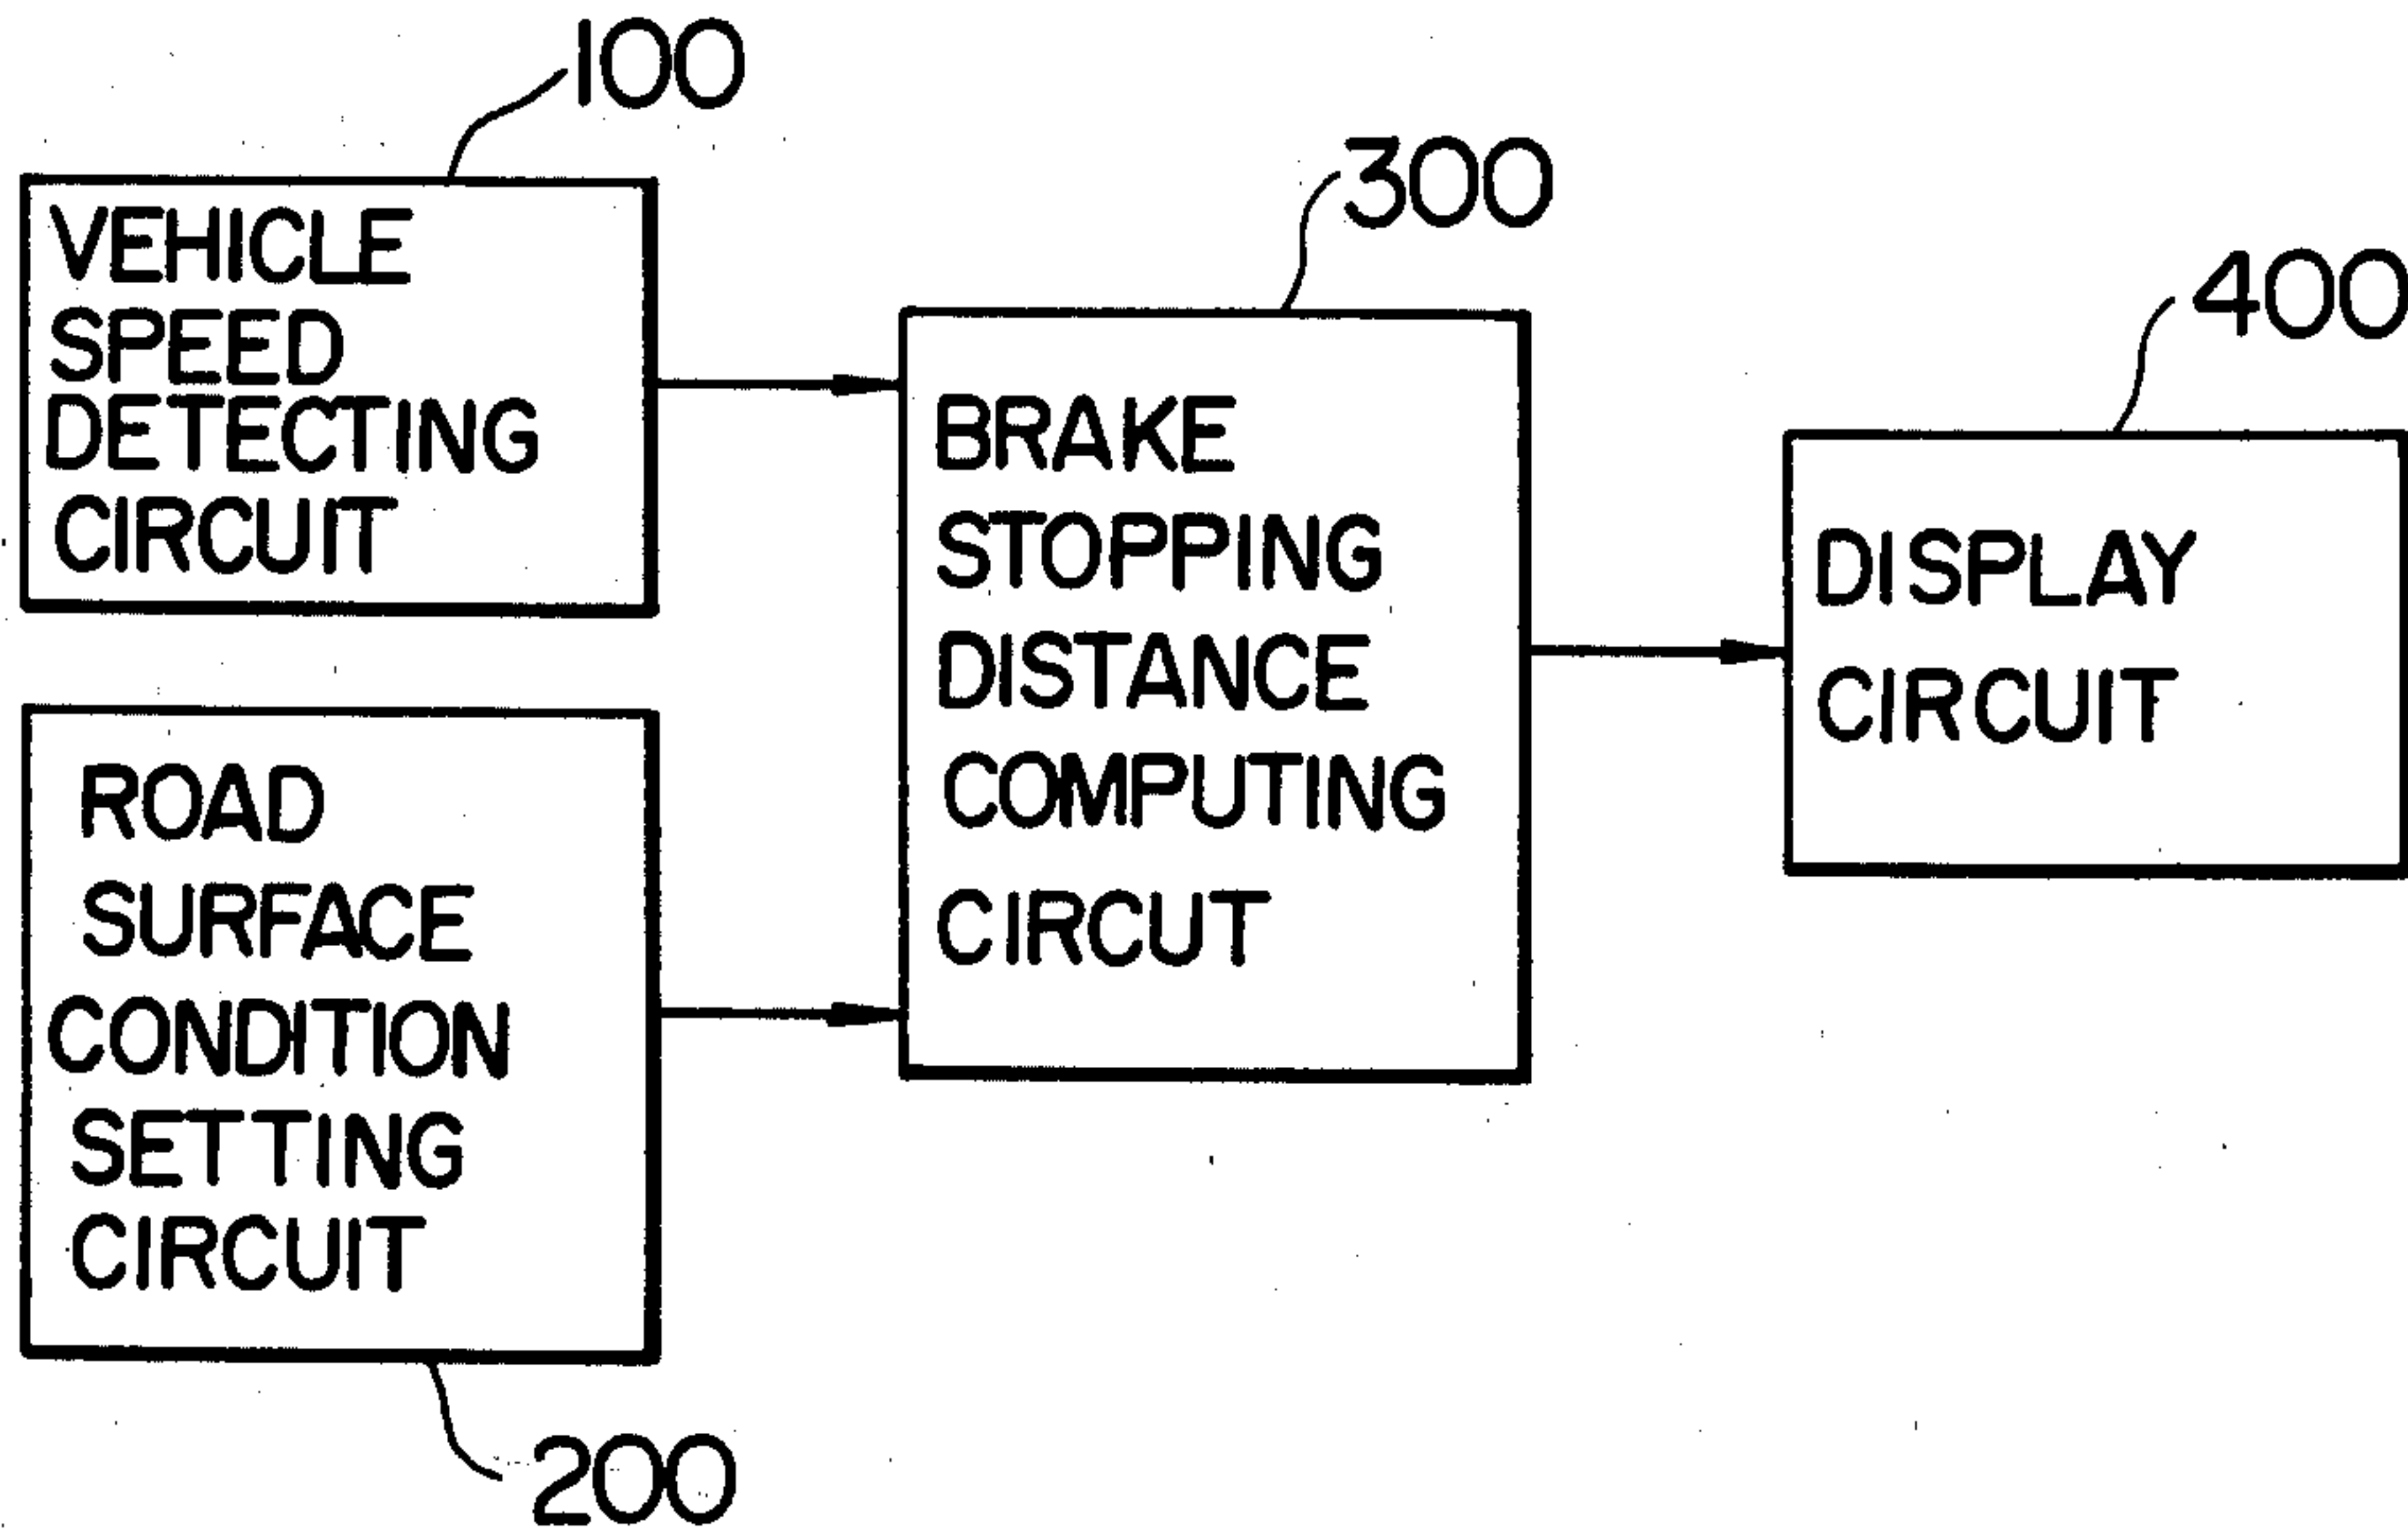 100
VEHICLE
SPEED
DETECTING
CIRCUIT
300
BRAKE
STOPPING
DISTANCE
COMPUTING
CIRCUT
400
DISPLAY
CIRCUIT
ROAD
SURFACE
CONDITION
SETTING
CIRCUIT
200